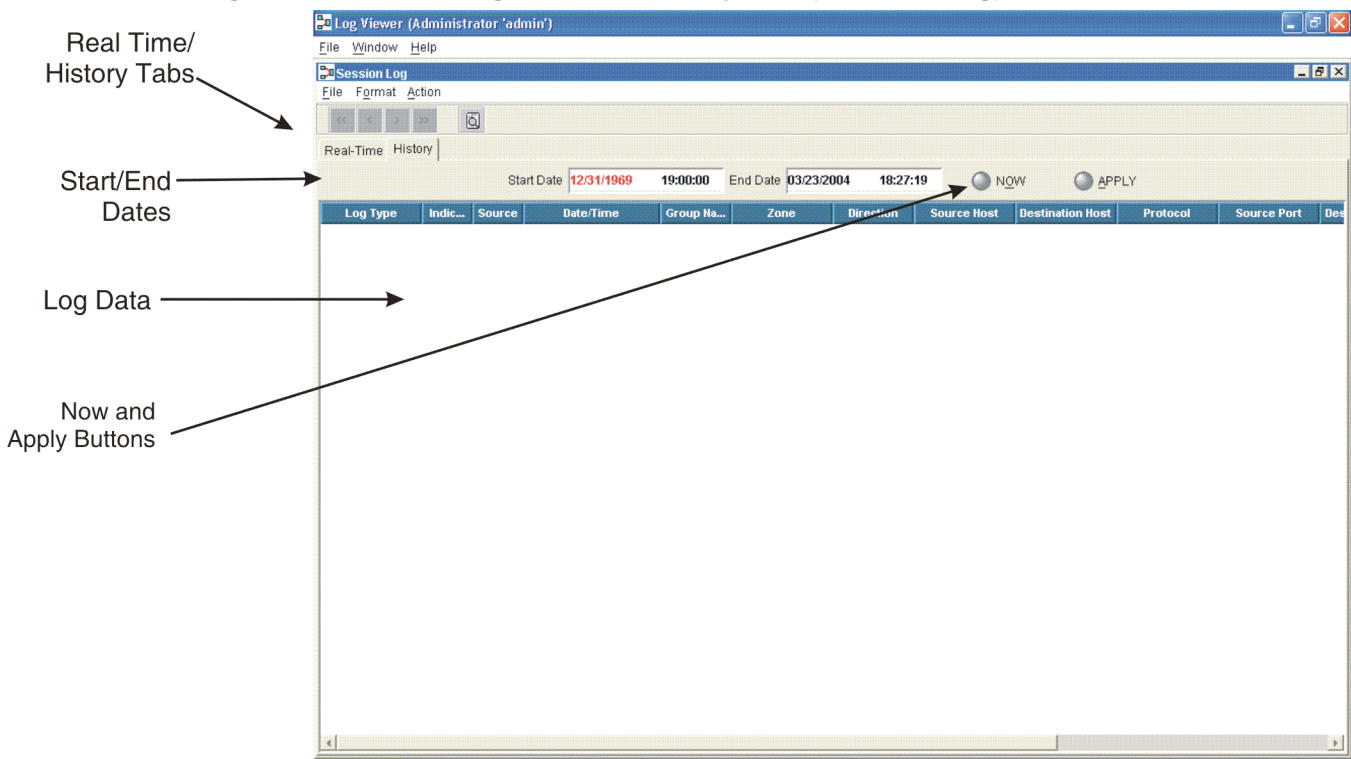 Log Viewer (Administrator 'admin')
File Window Help
Real Time/
History Tabs
Session Log
File Format Action
Real-Time History
Start/End
Dates
Start Date 12/31/1969 19:00:00 End Date 03/23/2004 18:27:19 NOW APPLY
Log Type Indic... Source Date/Time Group Na... Zone Direction Source Host Destination Host Protocol Source Port Des
Log Data
Now and
Apply Buttons